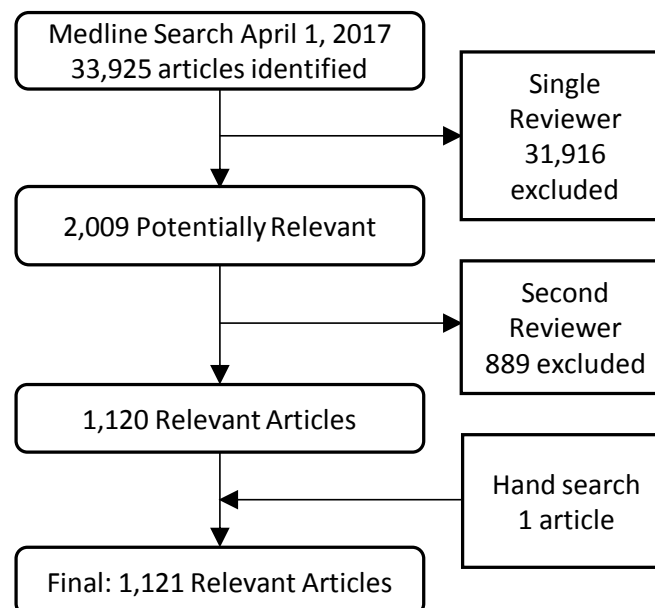 Medline Search April 1, 2017
33,925 articles identified
Single
Reviewer
31,916
excluded
2,009 Potentially Relevant
Second
Reviewer
889 excluded
1,120 Relevant Articles
Hand search
1 article
Final: 1,121 Relevant Articles